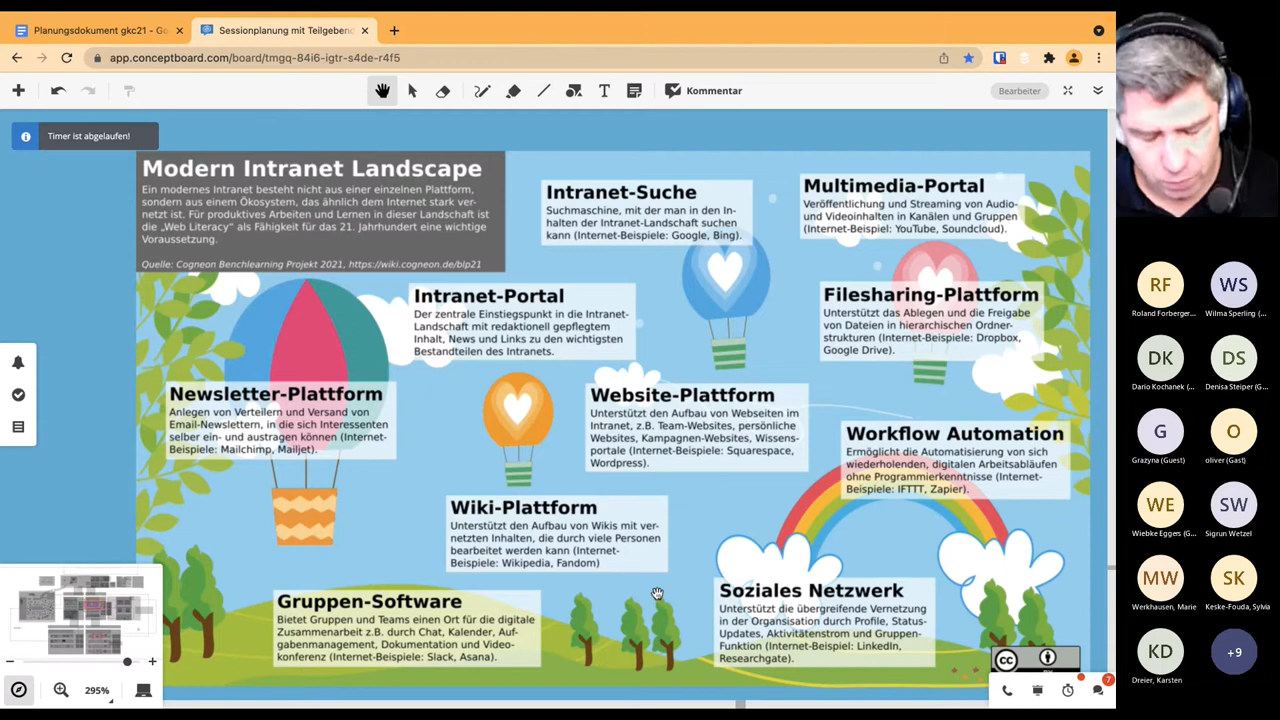 Planungsdokument gkc21 - Go
Sessionplanung mit Teilgeben
app.conceptboard.com/board/tmgq-84i6-igtr-s4de-r4f5
Kommentar
Bearbeiter
Timer ist abgelaufen!
Modern Intranet Landscape
Ein modernes Intranet besteht nicht aus einer einzelnen Plattform,
sondern aus einem Ökosystem, das ähnlich dem Internet stark ver-
netzt ist. Für produktives Arbeiten und Lernen in dieser Landschaft ist
die „Web Literacy" als Fähigkeit für das 21. Jahrhundert eine wichtige
Voraussetzung.
Quelle: Cogneon Benchlearning Projekt 2021, https://wiki.cogneon.de/blp21
Intranet-Suche
Suchmaschine, mit der man in den In-
halten der Intranet-Landschaft suchen
kann (Internet-Beispiele: Google, Bing).
Multimedia-Portal
Veröffentlichung und Streaming von Audio-
und Videoinhalten in Kanälen und Gruppen
(Internet-Beispiel: YouTube, Soundcloud).
Intranet-Portal
Der zentrale Einstiegspunkt in die Intranet-
Landschaft mit redaktionell gepflegtem
Inhalt, News und Links zu den wichtigsten
Bestandteilen des Intranets.
Filesharing-Plattform
Unterstützt das Ablegen und die Freigabe
von Dateien in hierarchischen Ordner-
strukturen (Internet-Beispiele: Dropbox,
Google Drive).
Newsletter-Plattform
Anlegen von Verteilern und Versand von
Email-Newslettern, in die sich Interessenten
selber ein- und austragen können (Internet-
Beispiele: Mailchimp, Mailjet).
Website-Plattform
Unterstützt den Aufbau von Webseiten im
Intranet, z.B. Team-Websites, persönliche
Websites, Kampagnen-Websites, Wissens-
portale (Internet-Beispiele: Squarespace,
Wordpress).
Workflow Automation
Ermöglicht die Automatisierung von sich
wiederholenden, digitalen Arbeitsabläufen
ohne Programmierkenntnisse (Internet-
Beispiele: IFTTT, Zapier).
Wiki-Plattform
Unterstützt den Aufbau von Wikis mit ver-
netzten Inhalten, die durch viele Personen
bearbeitet werden kann (Internet-
Beispiele: Wikipedia, Fandom)
Gruppen-Software
Bietet Gruppen und Teams einen Ort für die digitale
Zusammenarbeit z.B. durch Chat, Kalender, Auf-
gabenmanagement, Dokumentation und Video-
konferenz (Internet-Beispiele: Slack, Asana).
Soziales Netzwerk
Unterstützt die übergreifende Vernetzung
in der Organsisation durch Profile, Status-
Updates, Aktivitätenstrom und Gruppen-
Funktion (Internet-Beispiel: LinkedIn,
Researchgate).
cc
295%
7
RF
Roland Forberger...
WS
Wilma Sperling (...
DK
Dario Kochanek (...
DS
Denisa Steiper (G...
G
Grazyna (Guest)
O
oliver (Gast)
WE
Wiebke Eggers (G...
SW
Sigrun Wetzel
MW
Werkhausen, Marie
SK
Keske-Fouda, Sylvia
KD
Dreier, Karsten
+9